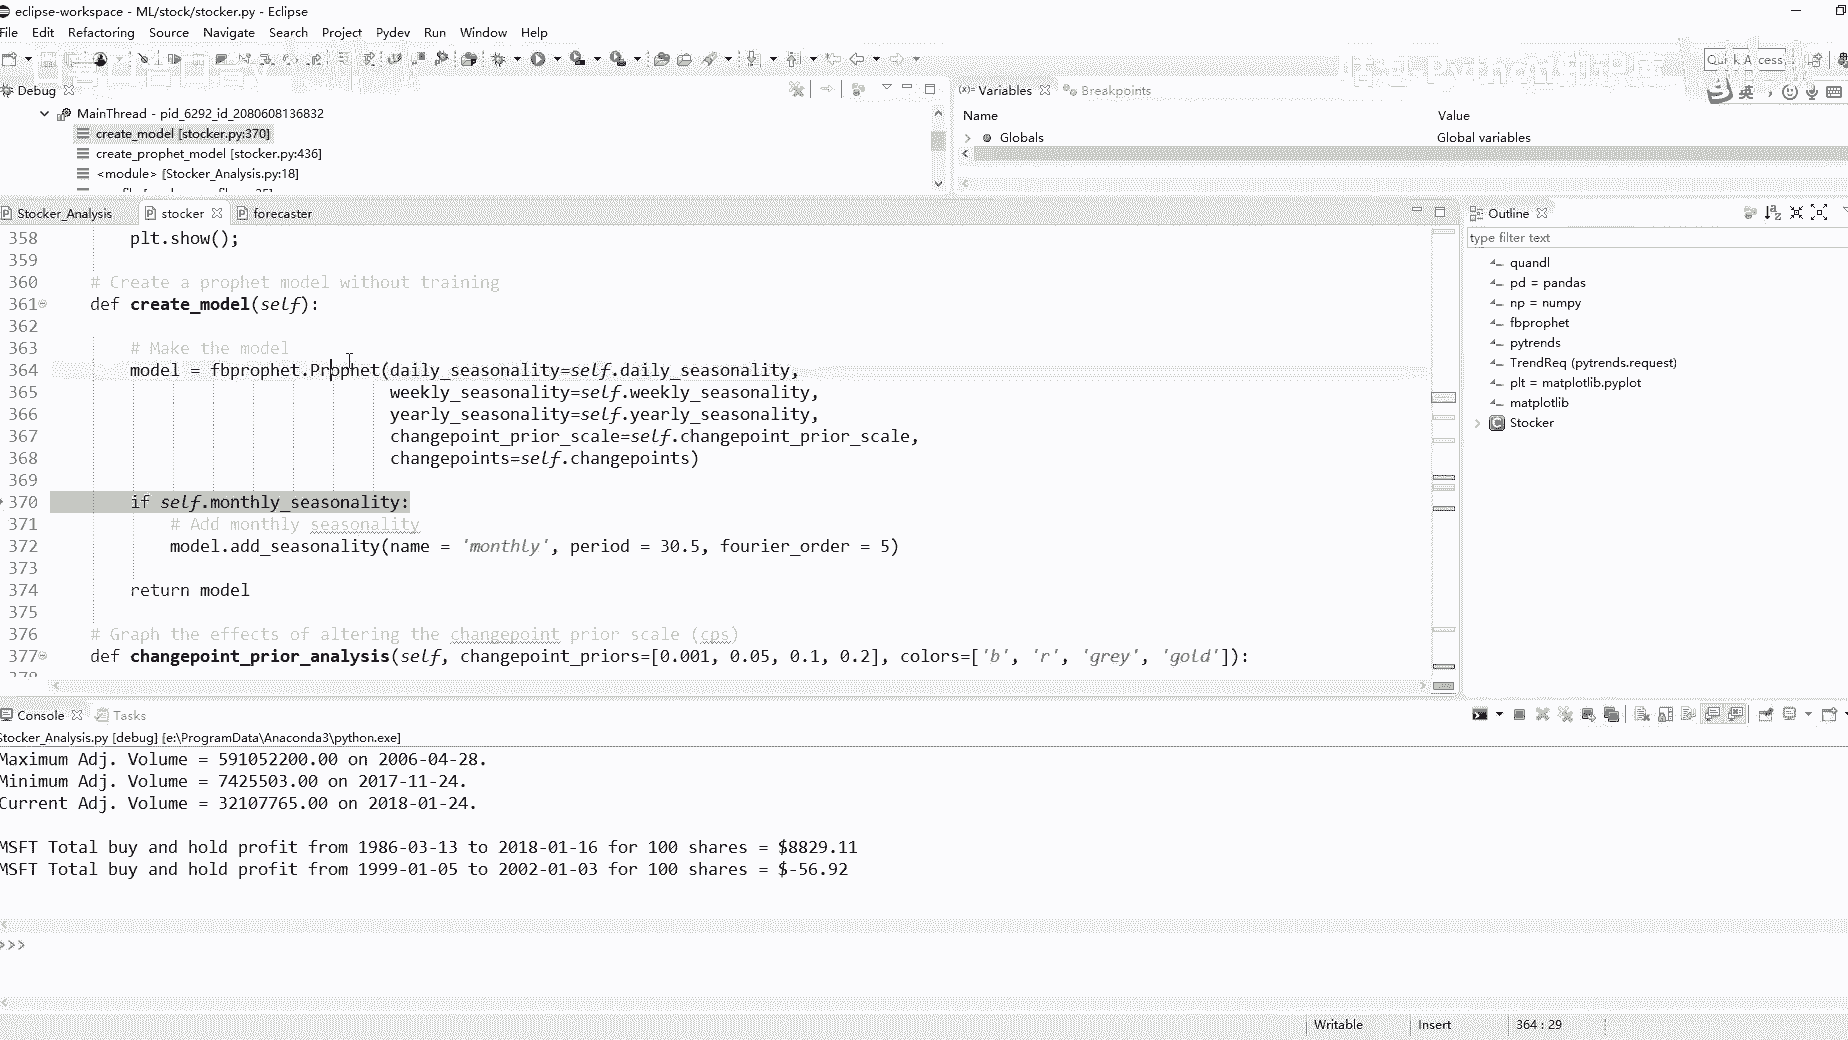 eclipse-workspace - ML/stock/stocker.py - Eclipse
File Edit Refactoring Source Navigate Search Project Pydev Run Window Help
Debug
MainThread - pid_6292_id_2080608136832
create_model [stocker.py:370]
create_prophet_model [stocker.py:436]
<module> [Stocker_Analysis.py:18]
(x)= Variables Breakpoints
Name Value
Globals Global variables
Stocker_Analysis stocker forecaster
358 plt.show();
359
360 # Create a prophet model without training
361 def create_model(self):
362
363 # Make the model
364 model = fbprophet.Prophet(daily_seasonality=self.daily_seasonality,
365 weekly_seasonality=self.weekly_seasonality,
366 yearly_seasonality=self.yearly_seasonality,
367 changepoint_prior_scale=self.changepoint_prior_scale,
368 changepoints=self.changepoints)
369
370 if self.monthly_seasonality:
371 # Add monthly seasonality
372 model.add_seasonality(name = 'monthly', period = 30.5, fourier_order = 5)
373
374 return model
375
376 # Graph the effects of altering the changepoint prior scale (cps)
377 def changepoint_prior_analysis(self, changepoint_priors=[0.001, 0.05, 0.1, 0.2], colors=['b', 'r', 'grey', 'gold']):
Outline
type filter text
quandl
pd = pandas
np = numpy
fbprophet
pytrends
TrendReq (pytrends.request)
plt = matplotlib.pyplot
matplotlib
Stocker
Console Tasks
Stocker_Analysis.py [debug] [e:\ProgramData\Anaconda3\python.exe]
Maximum Adj. Volume = 591052200.00 on 2006-04-28.
Minimum Adj. Volume = 7425503.00 on 2017-11-24.
Current Adj. Volume = 32107765.00 on 2018-01-24.
MSFT Total buy and hold profit from 1986-03-13 to 2018-01-16 for 100 shares = $8829.11
MSFT Total buy and hold profit from 1999-01-05 to 2002-01-03 for 100 shares = $-56.92
>>>
Writable Insert 364 : 29